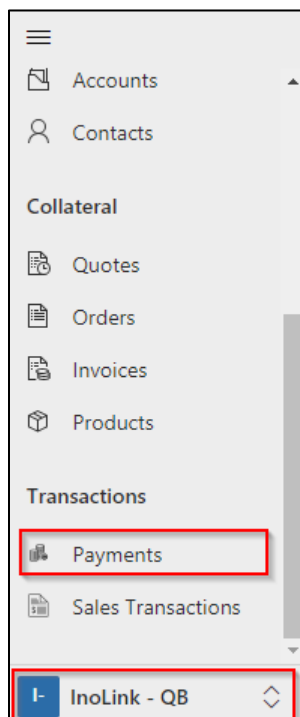 Accounts
Contacts
Collateral
Quotes
Orders
Invoices
Products
Transactions
Payments
Sales Transactions
I- InoLink - QB